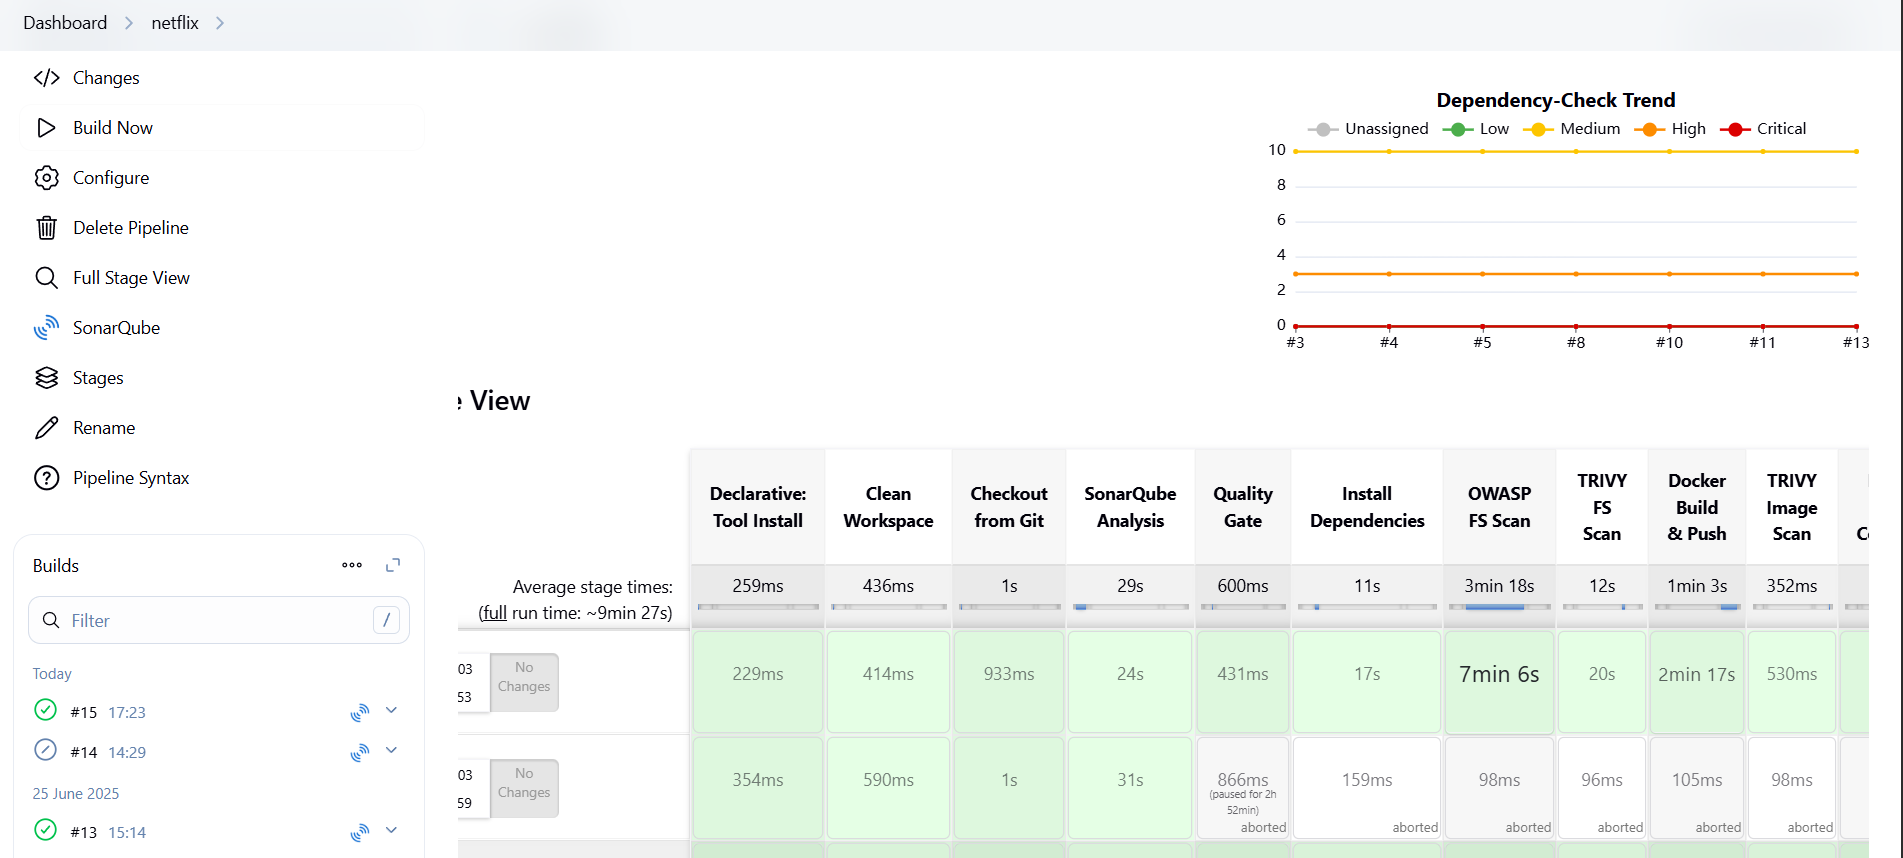 Dashboard
netflix
Changes
Build Now
Configure
Delete Pipeline
Full Stage View
SonarQube
Stages
Rename
Pipeline Syntax
Builds
Filter
/
Today
#15 17:23
#14 14:29
25 June 2025
#13 15:14
Dependency-Check Trend
Unassigned Low Medium High Critical
10
8
6
4
2
0
#3 #4 #5 #8 #10 #11 #13
View
Declarative: Tool Install
Clean Workspace
Checkout from Git
SonarQube Analysis
Quality Gate
Install Dependencies
OWASP FS Scan
TRIVY FS Scan
Docker Build & Push
TRIVY Image Scan
Average stage times:
(full run time: ~9min 27s)
259ms 436ms 1s 29s 600ms 11s 3min 18s 12s 1min 3s 352ms
03
53
No Changes
229ms 414ms 933ms 24s 431ms 17s 7min 6s 20s 2min 17s 530ms
03
59
No Changes
354ms 590ms 1s 31s 866ms 159ms 98ms 96ms 105ms 98ms
(paused for 2h 52min)
aborted aborted aborted aborted aborted aborted